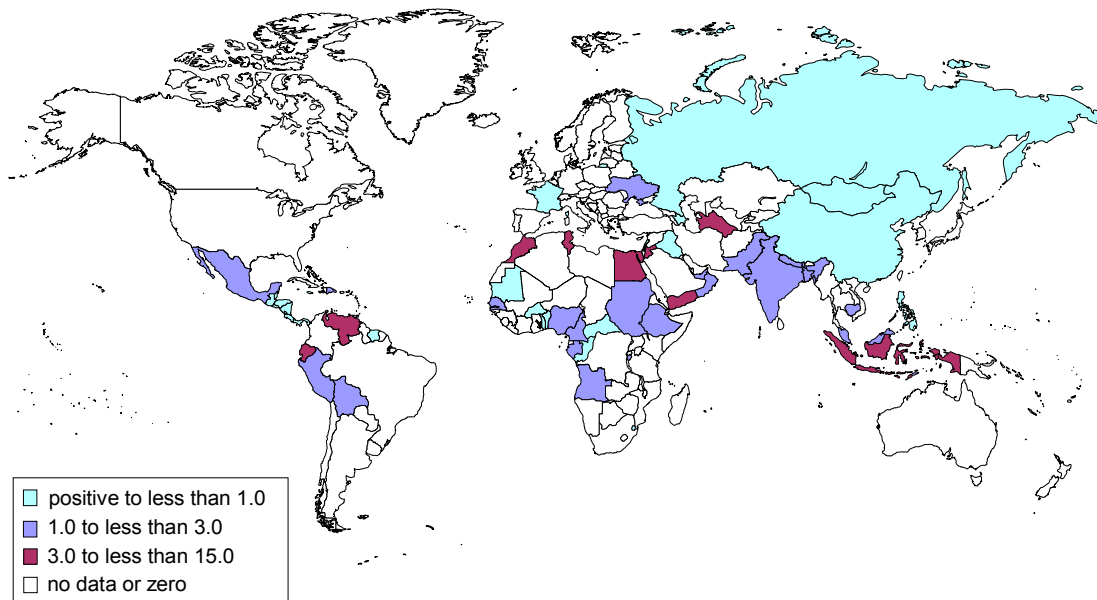 positive to less than 1.0
1.0 to less than 3.0
3.0 to less than 15.0
no data or zero